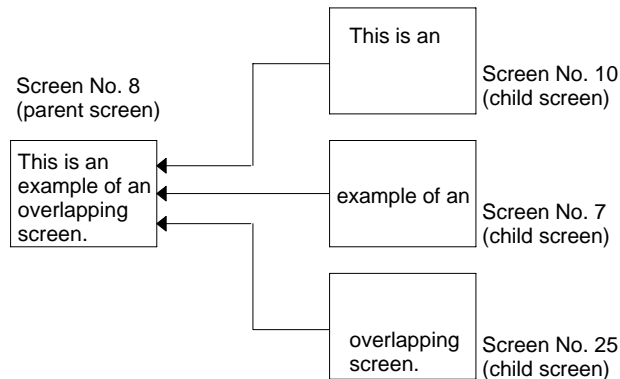 This is an
Screen No. 10
(child screen)
Screen No. 8
(parent screen)
This is an
example of an
overlapping
screen.
example of an
Screen No. 7
(child screen)
overlapping
screen.
Screen No. 25
(child screen)